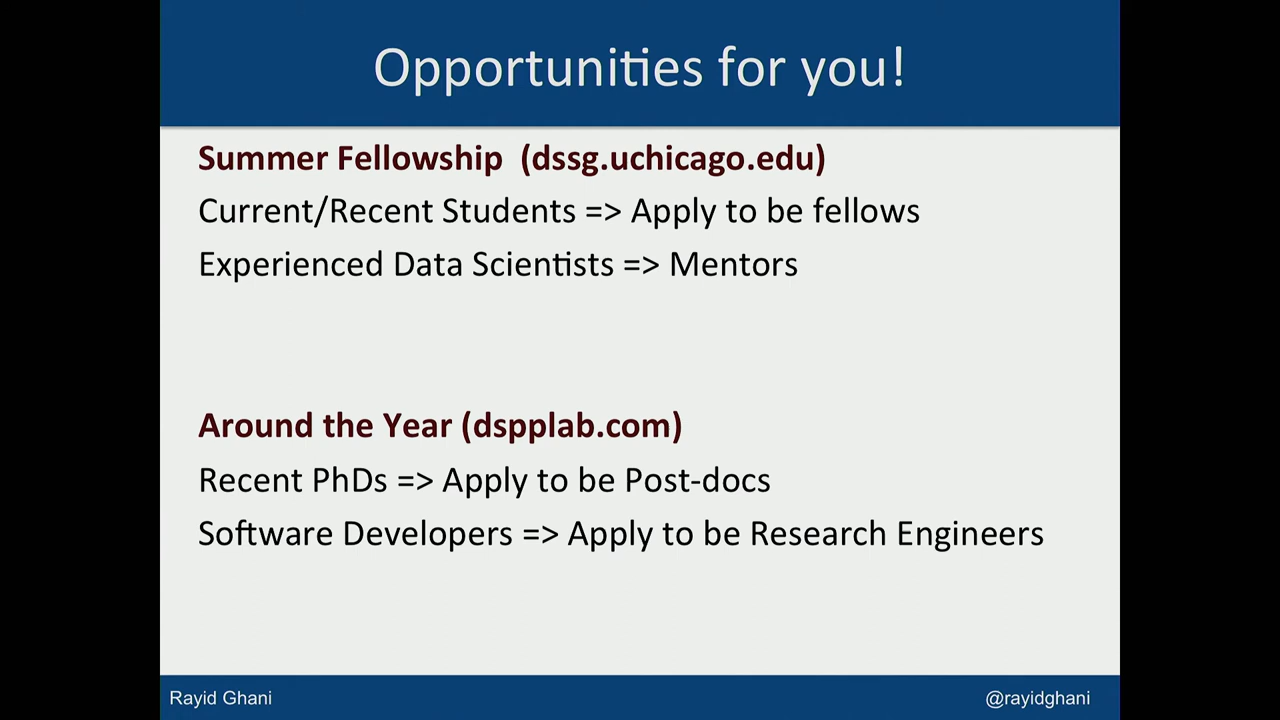 Opportunities for you!
Summer Fellowship (dssg.uchicago.edu)
Current/Recent Students => Apply to be fellows
Experienced Data Scientists => Mentors
Around the Year (dspplab.com)
Recent PhDs => Apply to be Post-docs
Software Developers => Apply to be Research Engineers
Rayid Ghani
@rayidghani